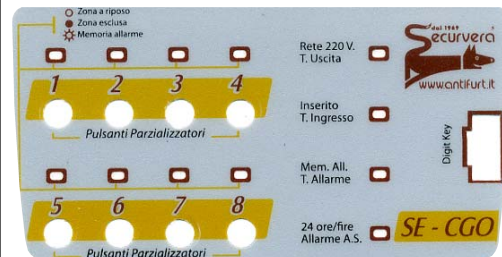 Zona a riposo
Zona esclusa
Memoria allarme
1 2 3 4
Pulsanti Parzializzatori
5 6 7 8
Pulsanti Parzializzatori
Rete 220 V.
T. Uscita
Inserito
T. Ingresso
Mem. All.
T. Allarme
24 ore/fire
Allarme A.S.
dal 1969
Securvera
www.antifurt.it
Digit Key
SE - CGO